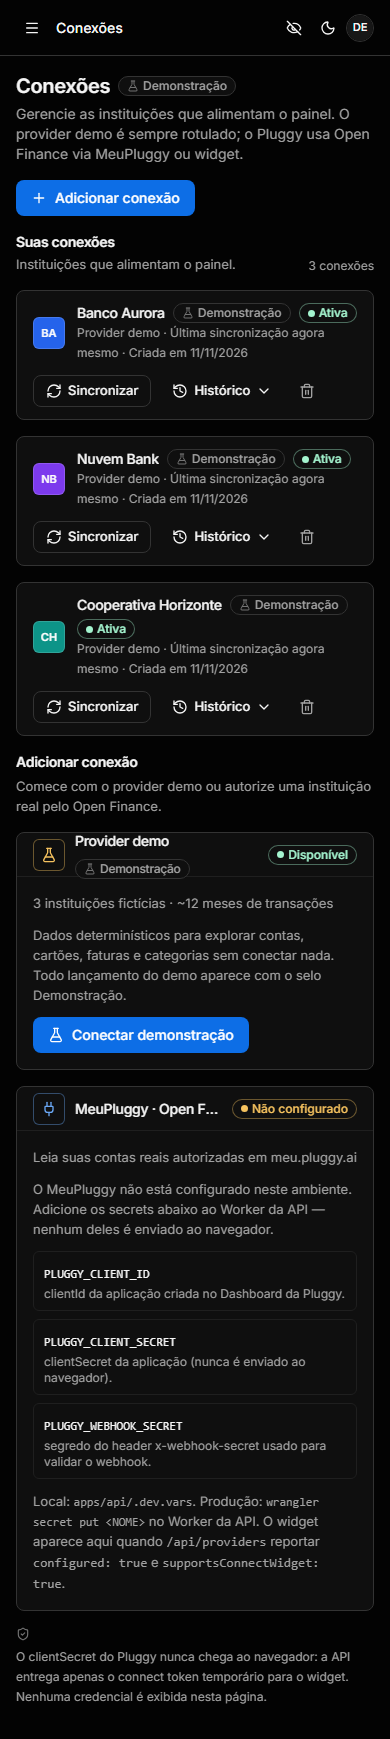 Conexões
DE
Conexões Demonstração
Gerencie as instituições que alimentam o painel. O
provider demo é sempre rotulado; o Pluggy usa Open
Finance via MeuPluggy ou widget.
Adicionar conexão
Suas conexões
Instituições que alimentam o painel.
3 conexões
BA
Banco Aurora Demonstração Ativa
Provider demo · Última sincronização agora
mesmo · Criada em 11/11/2026
Sincronizar Histórico
NB
Nuvem Bank Demonstração Ativa
Provider demo · Última sincronização agora
mesmo · Criada em 11/11/2026
Sincronizar Histórico
CH
Cooperativa Horizonte Demonstração
Ativa
Provider demo · Última sincronização agora
mesmo · Criada em 11/11/2026
Sincronizar Histórico
Adicionar conexão
Comece com o provider demo ou autorize uma instituição
real pelo Open Finance.
Provider demo
Demonstração
Disponível
3 instituições fictícias · ~12 meses de transações
Dados determinísticos para explorar contas,
cartões, faturas e categorias sem conectar nada.
Todo lançamento do demo aparece com o selo
Demonstração.
Conectar demonstração
MeuPluggy · Open F... Não configurado
Leia suas contas reais autorizadas em meu.pluggy.ai
O MeuPluggy não está configurado neste ambiente.
Adicione os secrets abaixo ao Worker da API —
nenhum deles é enviado ao navegador.
PLUGGY_CLIENT_ID
clientId da aplicação criada no Dashboard da Pluggy.
PLUGGY_CLIENT_SECRET
clientSecret da aplicação (nunca é enviado ao
navegador).
PLUGGY_WEBHOOK_SECRET
segredo do header x-webhook-secret usado para
validar o webhook.
Local: apps/api/.dev.vars. Produção: wrangler
secret put <NOME> no Worker da API. O widget
aparece aqui quando /api/providers reportar
configured: true e supportsConnectWidget:
true.
O clientSecret do Pluggy nunca chega ao navegador: a API
entrega apenas o connect token temporário para o widget.
Nenhuma credencial é exibida nesta página.